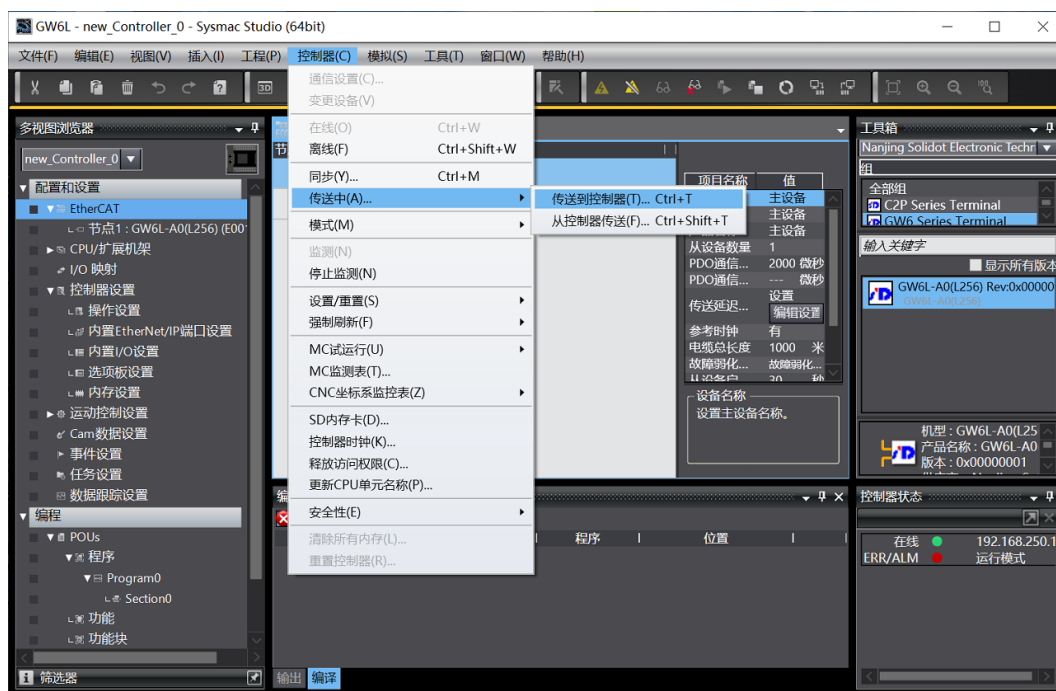 GW6L - new_Controller_0 - Sysmac Studio (64bit)
文件(F) 编辑(E) 视图(V) 插入(I) 工程(P) 控制器(C) 模拟(S) 工具(T) 窗口(W) 帮助(H)
通信设置(C)...
变更设备(V)
在线(O) Ctrl+W
离线(F) Ctrl+Shift+W
同步(Y)... Ctrl+M
传送中(A)...
传送到控制器(T)... Ctrl+T
从控制器传送(F)... Ctrl+Shift+T
模式(M)
监测(N)
停止监测(N)
设置/重置(S)
强制刷新(F)
MC试运行(U)
MC监测表(T)...
CNC坐标系监控表(Z)
SD内存卡(D)...
控制器时钟(K)...
释放访问权限(C)...
更新CPU单元名称(P)...
安全性(E)
清除所有内存(L)...
重置控制器(R)...
多视图浏览器
new_Controller_0
配置和设置
EtherCAT
节点1 : GW6L-A0(L256) (E00
CPU/扩展机架
I/O 映射
控制器设置
操作设置
内置EtherNet/IP端口设置
内置I/O设置
选项板设置
内存设置
运动控制设置
Cam数据设置
事件设置
任务设置
数据跟踪设置
编程
POUs
程序
Program0
Section0
功能
功能块
筛选器
节
项目名称 值
主设备
主设备
主设备
从设备数量 1
PDO通信... 2000 微秒
PDO通信... --- 微秒
传送延迟... 设置
编辑设置
参考时钟 有
电缆总长度 1000 米
故障弱化... 故障弱化...
从设备启 30 秒
设备名称
设置主设备名称。
编
程序 位置
输出 编译
工具箱
Nanjing Solidot Electronic Techr
组
全部组
C2P Series Terminal
GW6 Series Terminal
输入关键字
显示所有版本
GW6L-A0(L256) Rev:0x00000
GW6L-A0(L256)
机型 : GW6L-A0(L25
产品名称 : GW6L-A0
版本 : 0x00000001
控制器状态
在线 192.168.250.1
ERR/ALM 运行模式